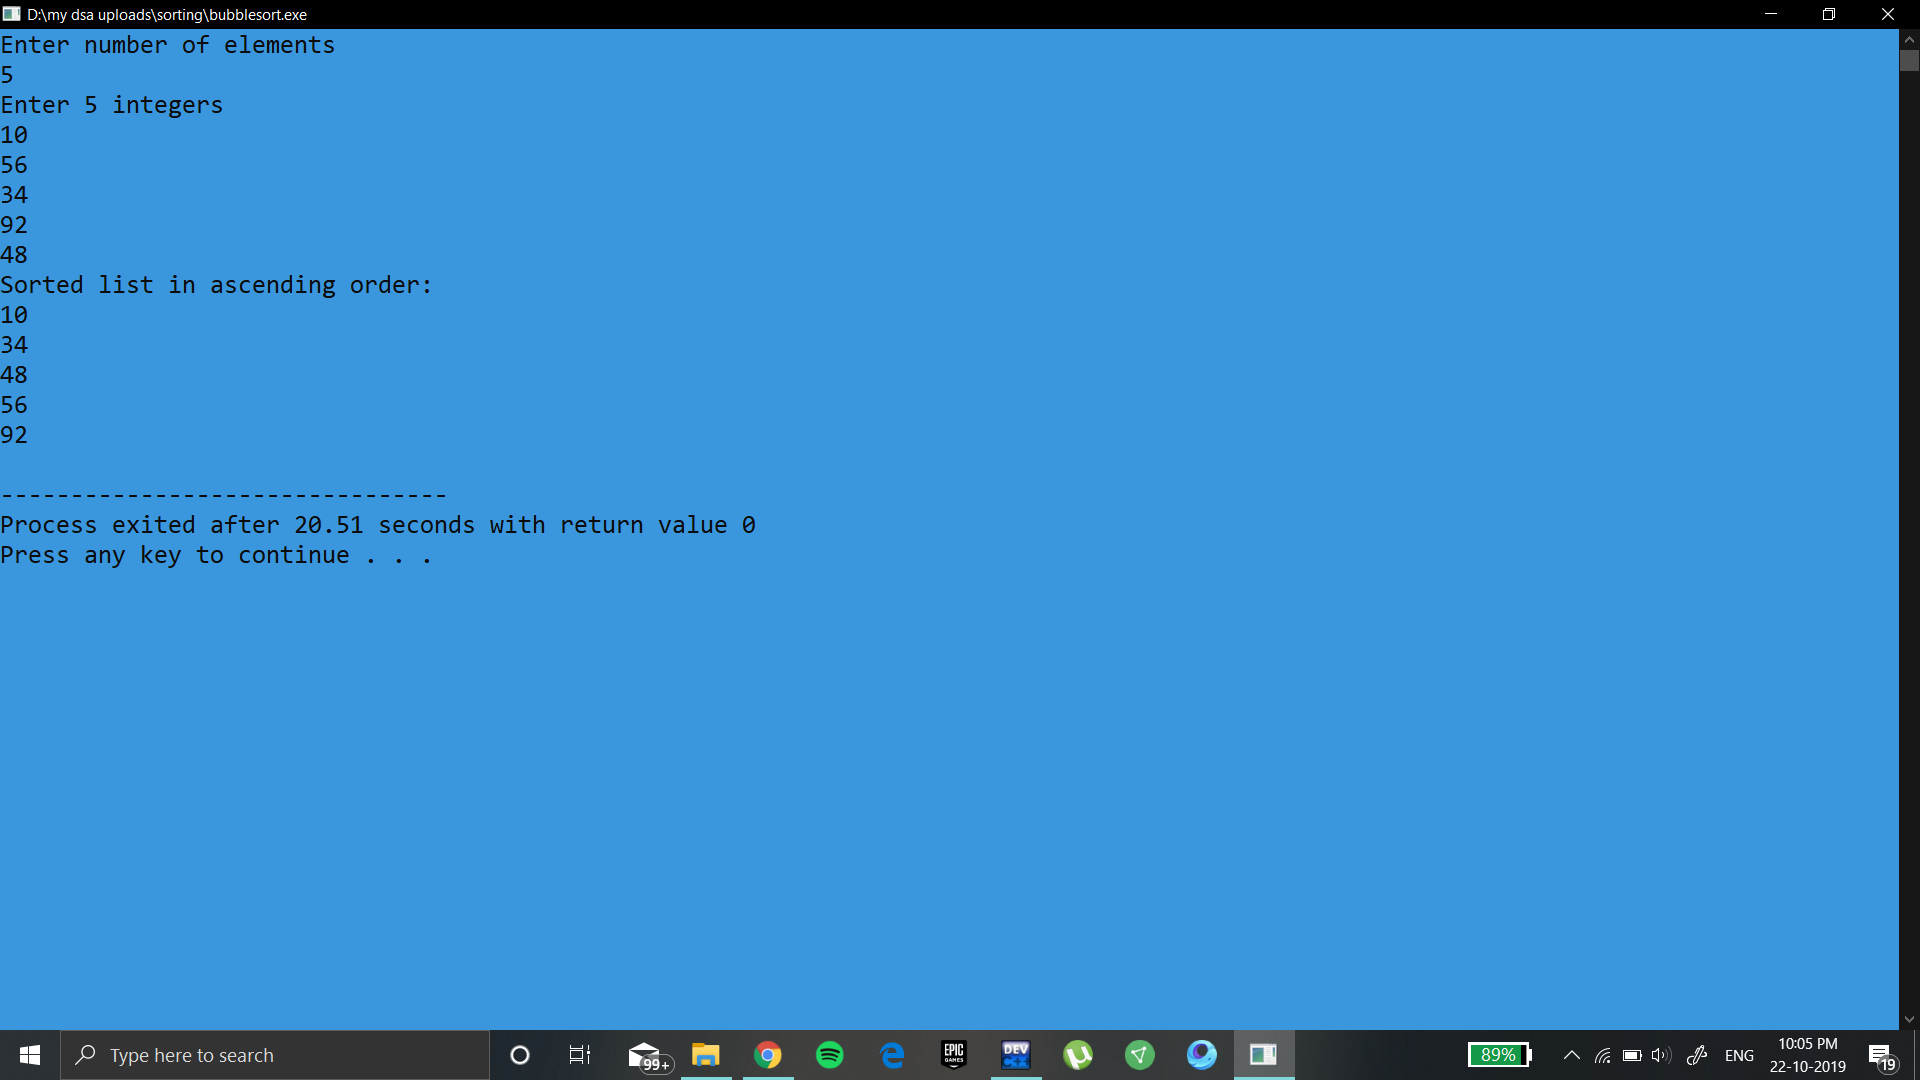 D:\my dsa uploads\sorting\bubblesort.exe
Enter number of elements
5
Enter 5 integers
10
56
34
92
48
Sorted list in ascending order:
10
34
48
56
92
--------------------------------
Process exited after 20.51 seconds with return value 0
Press any key to continue . . .
Type here to search
99+
EPIC
GAMES
DEV
C++
89%
ENG
10:05 PM
22-10-2019
19